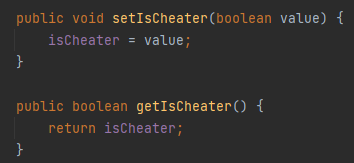 public void setIsCheater(boolean value) {
    isCheater = value;
}

public boolean getIsCheater() {
    return isCheater;
}